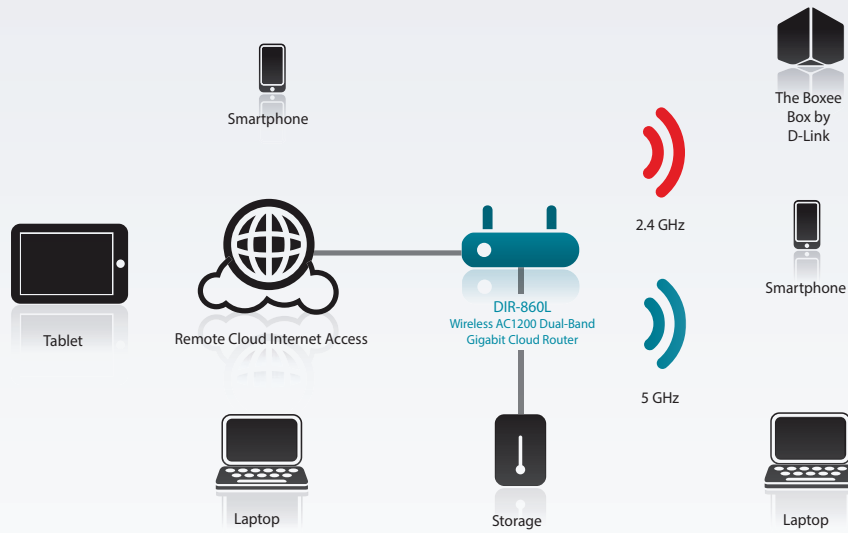 Smartphone
The Boxee
Box by
D-Link
2.4 GHz
Smartphone
DIR-860L
Wireless AC1200 Dual-Band
Gigabit Cloud Router
Tablet
Remote Cloud Internet Access
5 GHz
Laptop
Storage
Laptop